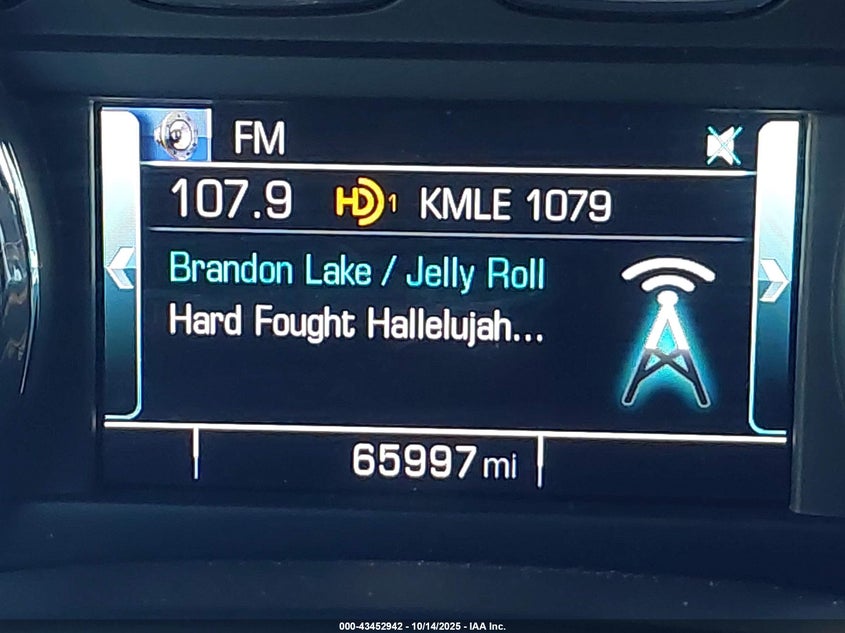 FM
107.9 HD1 KMLE 1079
Brandon Lake / Jelly Roll
Hard Fought Hallelujah...
65997 mi
000-43452942 - 10/14/2025 - IAA Inc.